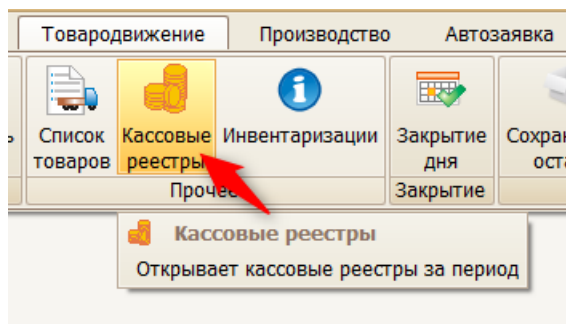 Товародвижение Производство Автозаявка
Список Кассовые Инвентаризации Закрытие
товаров реестры дня
Закрытие
Кассовые реестры
Открывает кассовые реестры за период